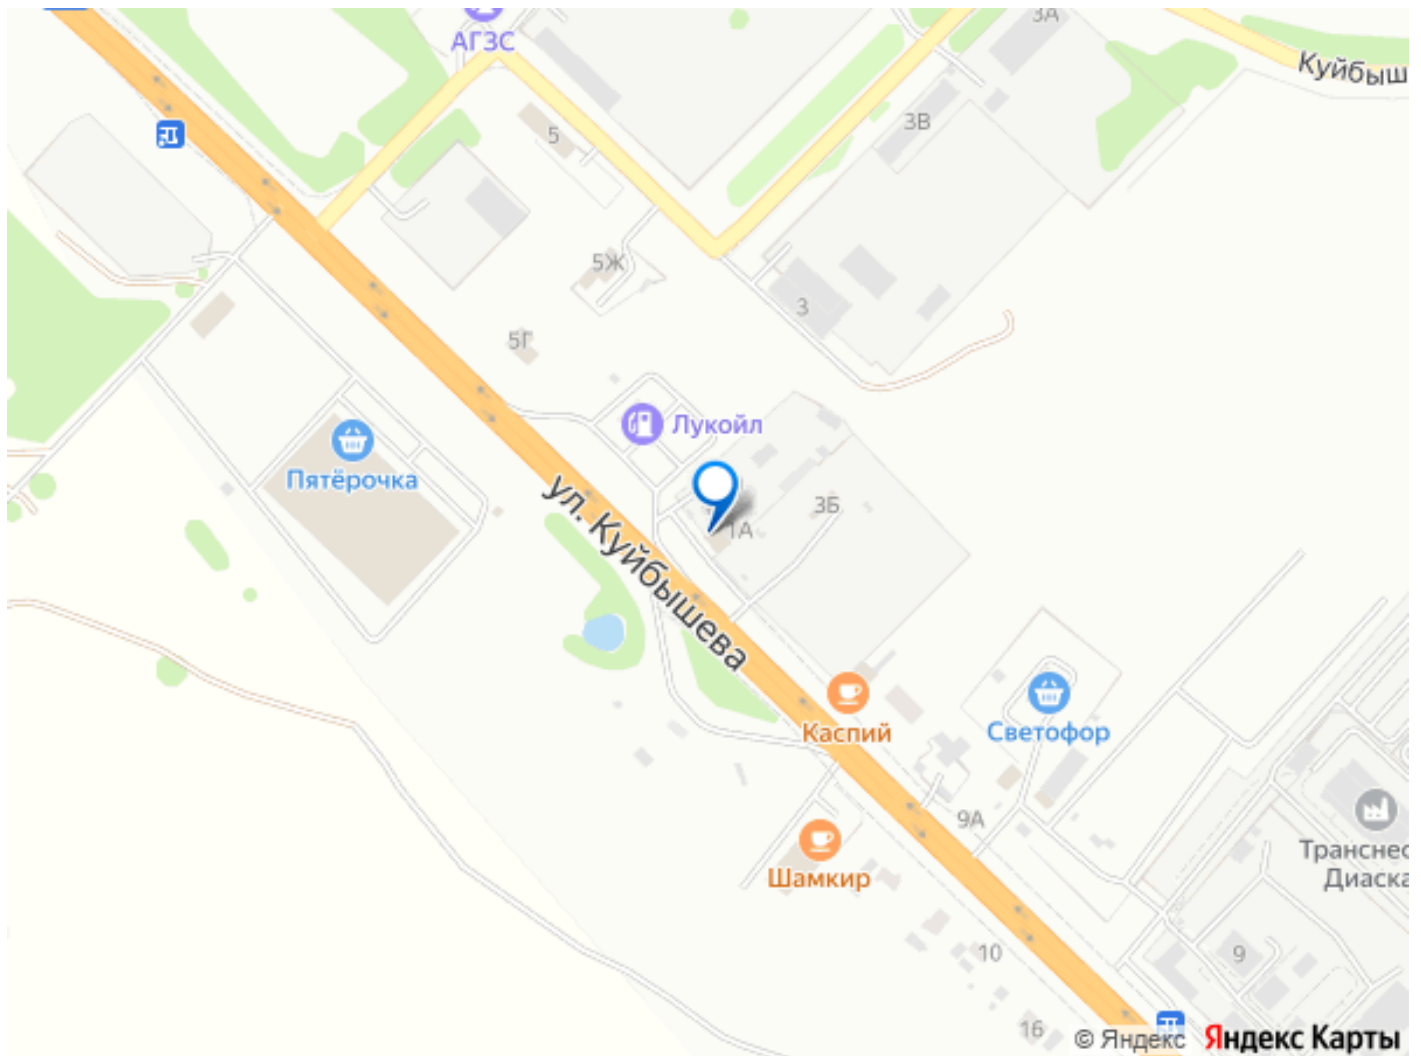 3А
АГЗС
Куйбыш
3В
5
5Ж
3
5Г
Лукойл
Пятёрочка
ул. Куйбышева
3Б
1А
Каспий
Светофор
9А
Транснес
Диаска
Шамкир
10
9
16
© Яндекс Яндекс Карты